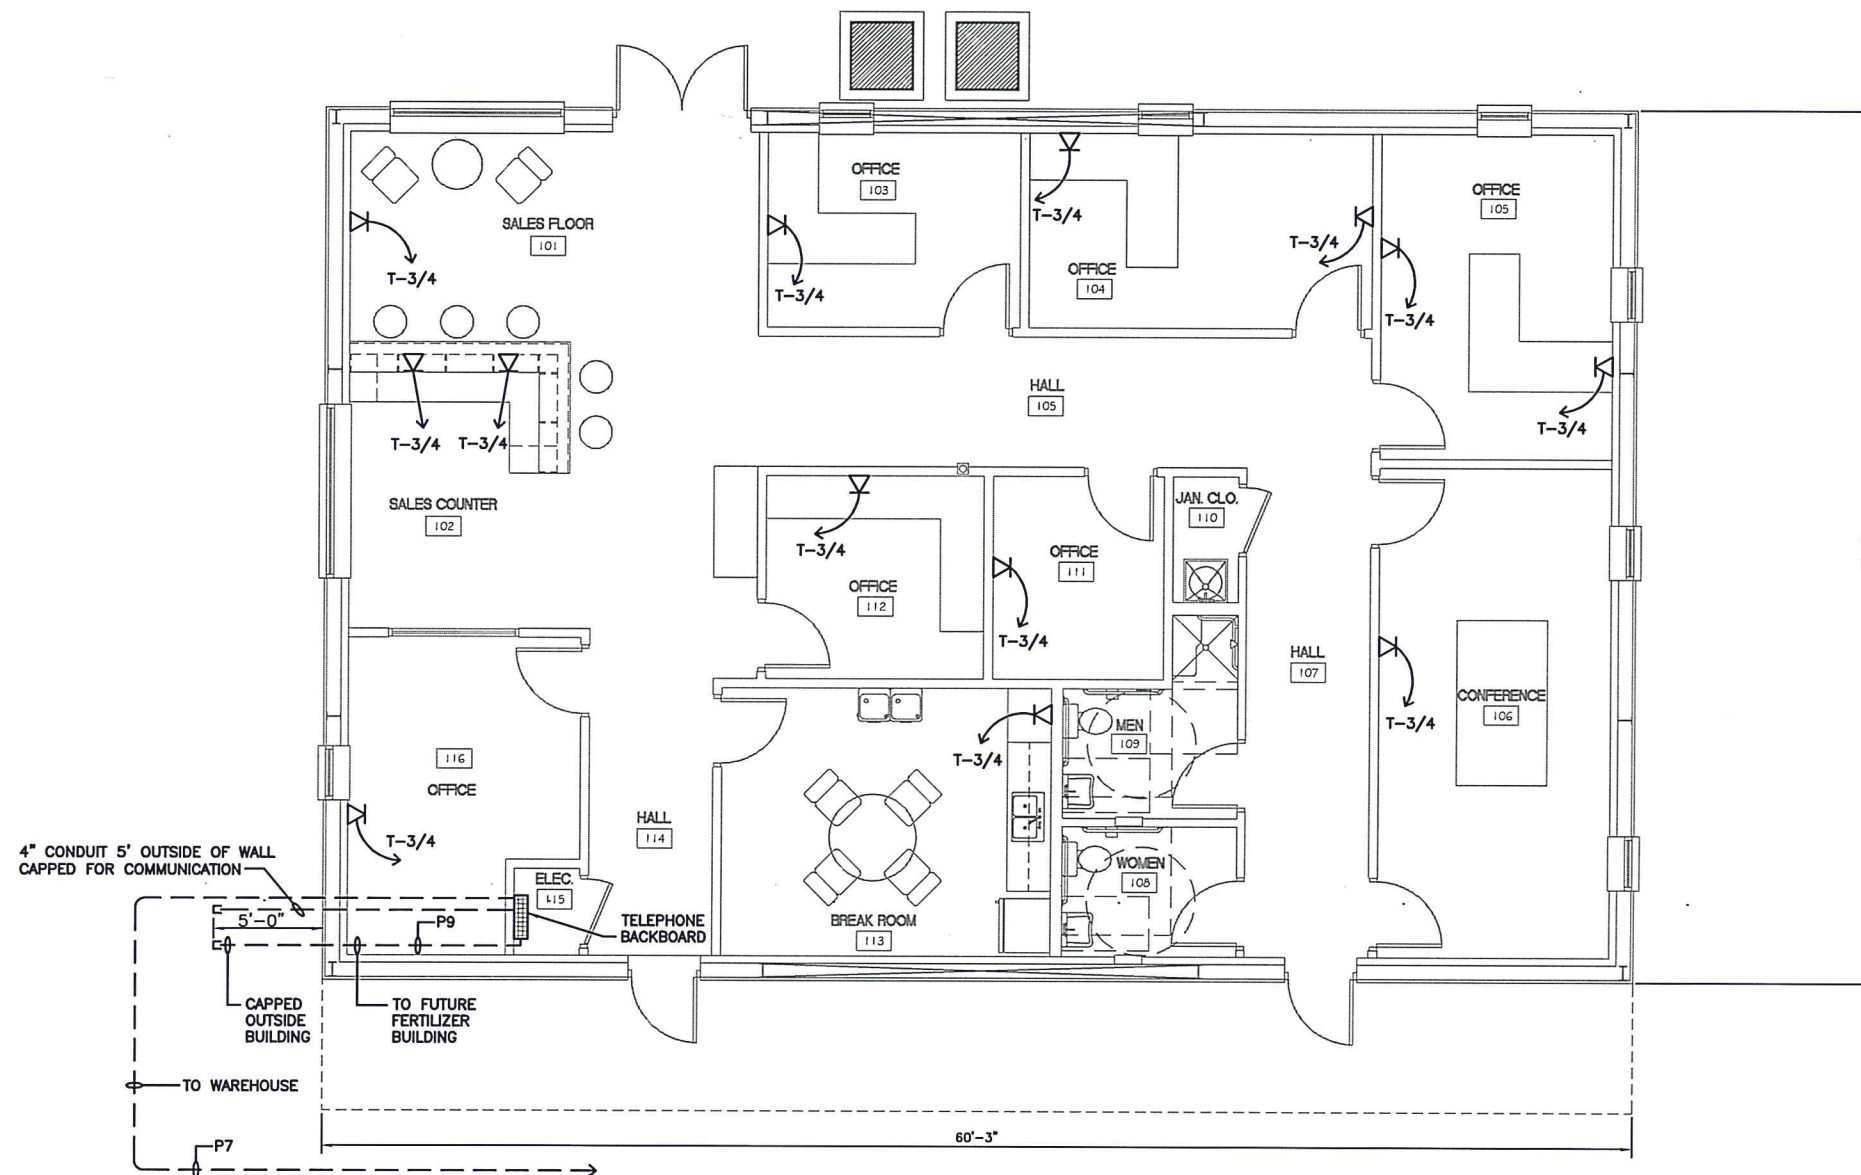 OFFICE
103
OFFICE
105
SALES FLOOR
101
T-3/4
T-3/4
OFFICE
104
T-3/4
T-3/4
T-3/4
T-3/4
HALL
105
T-3/4
T-3/4
T-3/4
SALES COUNTER
102
JAN. CLO.
110
T-3/4
OFFICE
111
OFFICE
112
T-3/4
HALL
107
CONFERENCE
106
T-3/4
MEN
109
T-3/4
116
OFFICE
T-3/4
HALL
114
4" CONDUIT 5' OUTSIDE OF WALL
CAPPED FOR COMMUNICATION
ELEC.
115
WOMEN
108
5'-0"
P9
TELEPHONE
BACKBOARD
BREAK ROOM
113
CAPPED
OUTSIDE
BUILDING
TO FUTURE
FERTILIZER
BUILDING
TO WAREHOUSE
60'-3"
P7